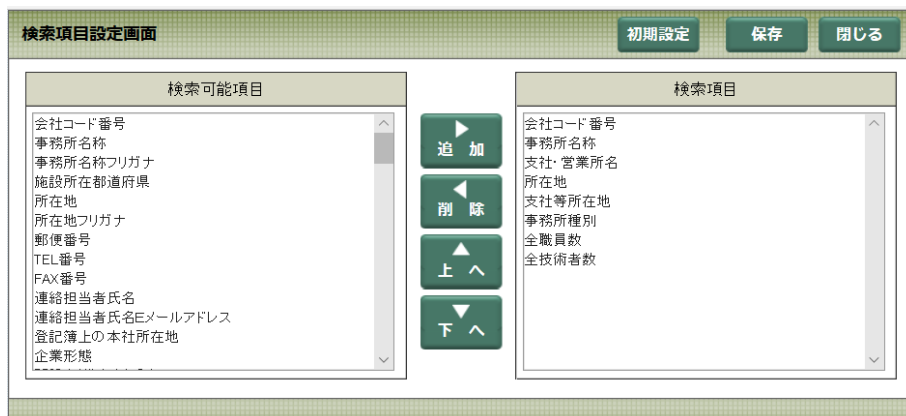 検索項目設定画面
初期設定
保存
閉じる
検索可能項目
会社コード番号
事務所名称
事務所名称フリガナ
施設所在都道府県
所在地
所在地フリガナ
郵便番号
TEL番号
FAX番号
連絡担当者氏名
連絡担当者氏名Eメールアドレス
登記簿上の本社所在地
企業形態
追 加
削 除
上 へ
下 へ
検索項目
会社コード番号
事務所名称
支社・営業所名
所在地
支社等所在地
事務所種別
全職員数
全技術者数